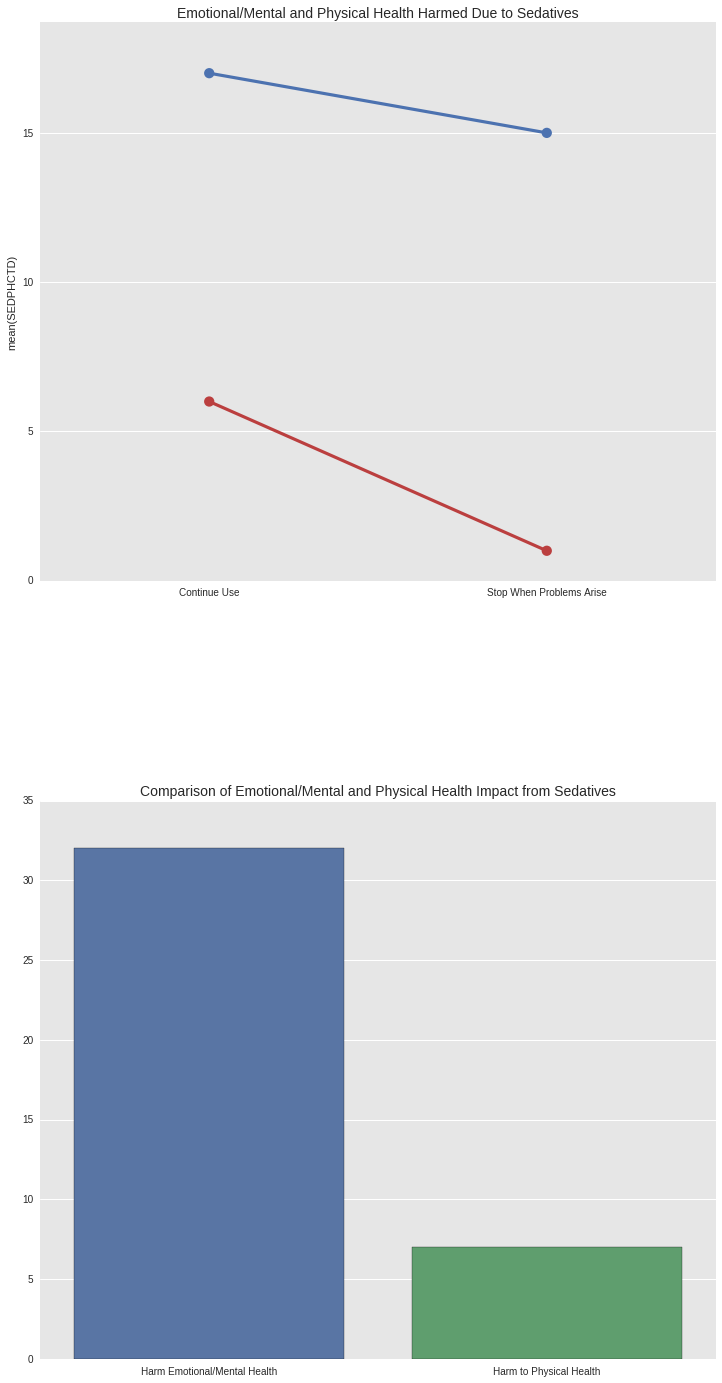 Emotional/Mental and Physical Health Harmed Due to Sedatives
15
10
5
0
mean(SEDPHCTD)
Continue Use
Stop When Problems Arise
Comparison of Emotional/Mental and Physical Health Impact from Sedatives
35
30
25
20
15
10
5
0
Harm Emotional/Mental Health
Harm to Physical Health